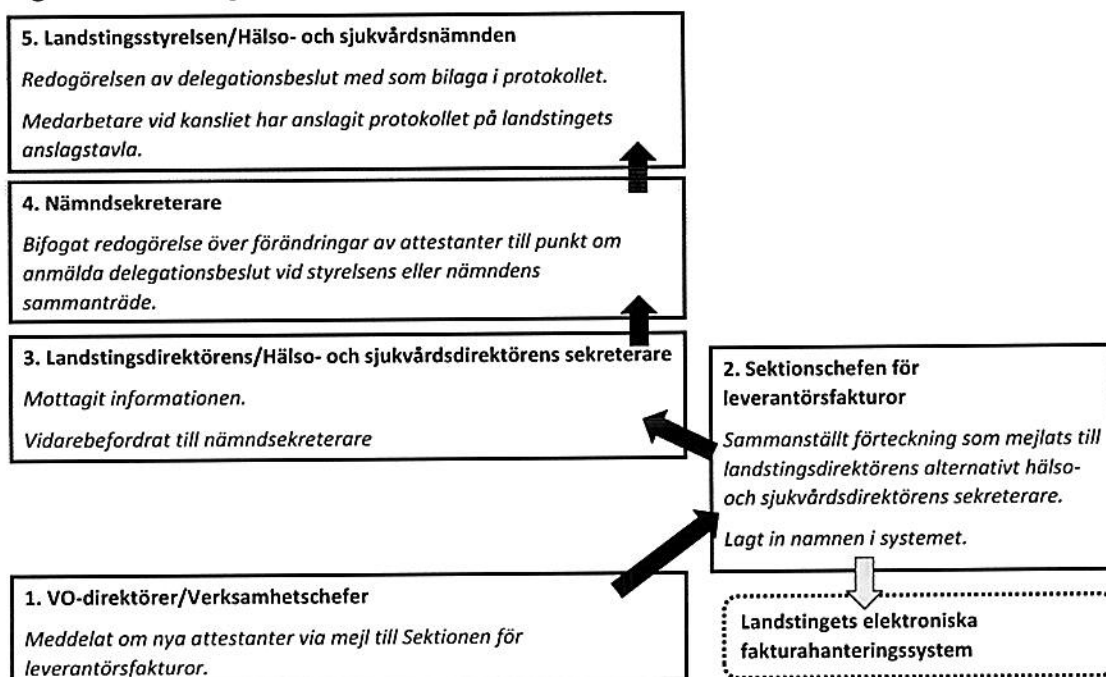 5. Landstingsstyrelsen/Hälso- och sjukvårdsnämnden
Redogörelsen av delegationsbeslut med som bilaga i protokollet.
Medarbetare vid kansliet har anslagit protokollet på landstingets
anslagstavla.
4. Nämndsekreterare
Bifogat redogörelse över förändringar av attestanter till punkt om
anmälda delegationsbeslut vid styrelsens eller nämndens
sammanträde.
3. Landstingsdirektörens/Hälso- och sjukvårdsdirektörens sekreterare
Mottagit informationen.
Vidarebefordrat till nämndsekreterare
2. Sektionschefen för
leverantörsfakturor
Sammanställt förteckning som mejlats till
landstingsdirektörens alternativt hälso-
och sjukvårdsdirektörens sekreterare.
Lagt in namnen i systemet.
1. VO-direktörer/Verksamhetschefer
Meddelat om nya attestanter via mejl till Sektionen för
leverantörsfakturor.
Landstingets elektroniska
fakturahanteringssystem